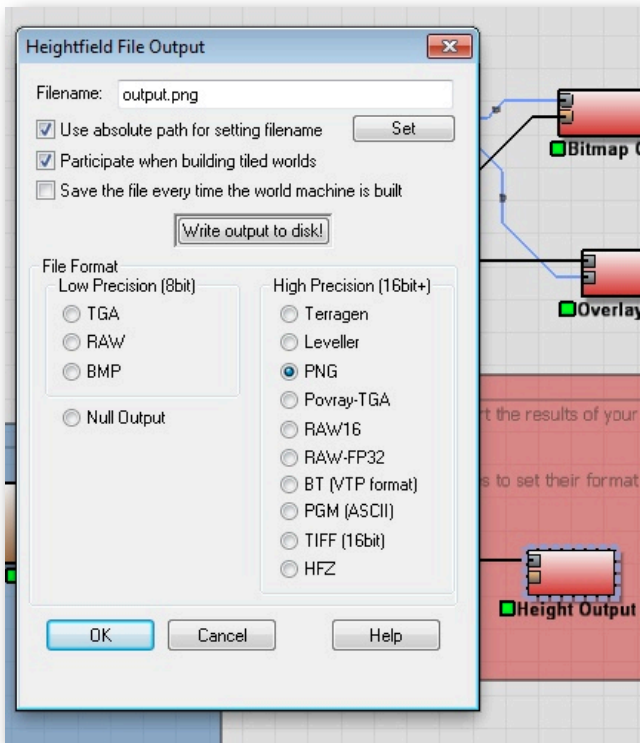 Heightfield File Output
Filename: output.png
Use absolute path for setting filename
Set
Participate when building tiled worlds
Save the file every time the world machine is built
Write output to disk!
File Format
Low Precision (8bit)
TGA
RAW
BMP
Null Output
High Precision (16bit+)
Terragen
Leveller
PNG
Povray-TGA
RAW16
RAW-FP32
BT (VTP format)
PGM (ASCII)
TIFF (16bit)
HFZ
OK
Cancel
Help
Bitmap
Overlay
the results of your
to set their format
Height Output